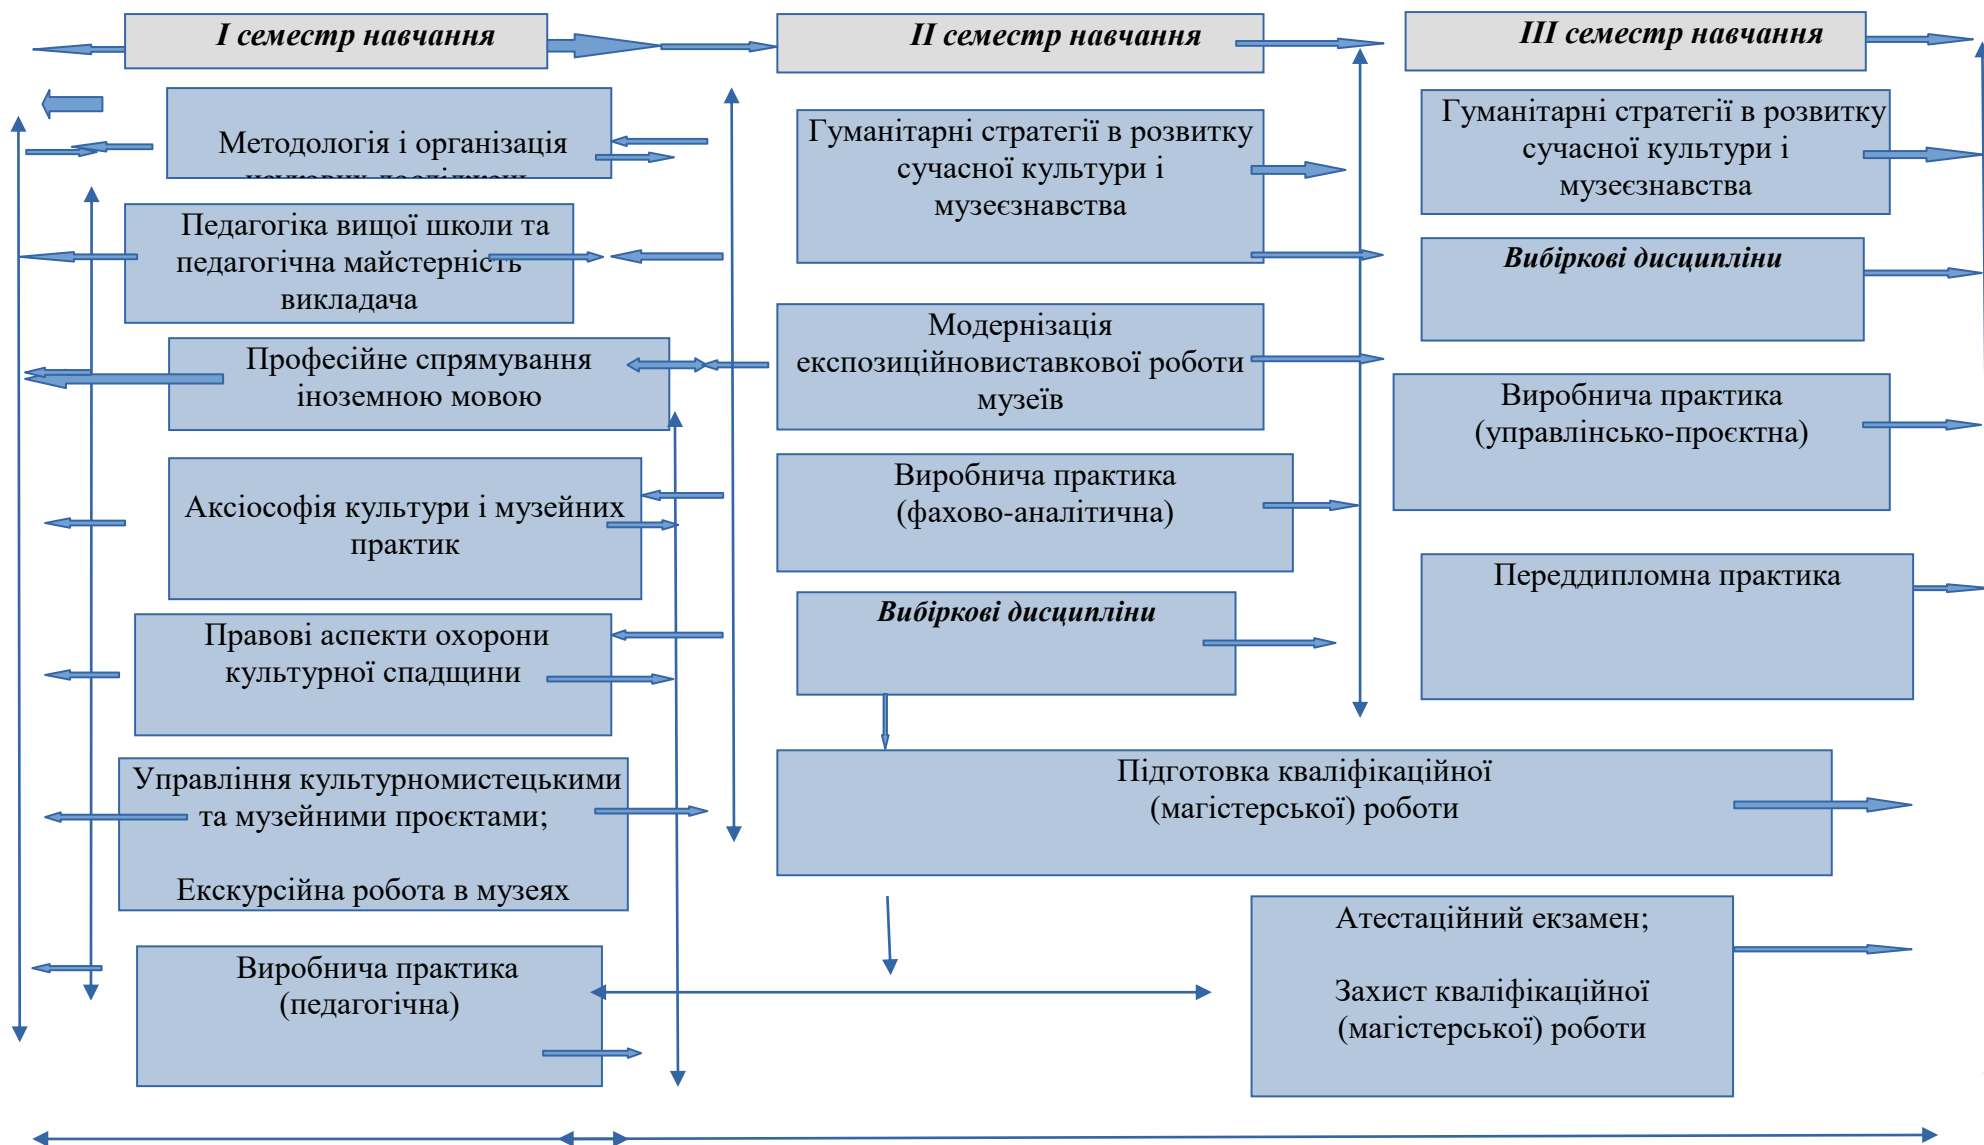 I семестр навчання
Методологія і організація
Педагогіка вищої школи та
педагогічна майстерність
викладача
Професійне спрямування
іноземною мовою
Аксіософія культури і музейних
практик
Правові аспекти охорони
культурної спадщини
Управління культурномистецькими
та музейними проєктами;
Екскурсійна робота в музеях
Виробнича практика
(педагогічна)
II семестр навчання
Гуманітарні стратегії в розвитку
сучасної культури і
музеєзнавства
Модернізація
експозиційновиставкової роботи
музеїв
Виробнича практика
(фахово-аналітична)
Вибіркові дисципліни
Підготовка кваліфікаційної
(магістерської) роботи
III семестр навчання
Гуманітарні стратегії в розвитку
сучасної культури і
музеєзнавства
Вибіркові дисципліни
Виробнича практика
(управлінсько-проєктна)
Переддипломна практика
Атестаційний екзамен;
Захист кваліфікаційної
(магістерської) роботи